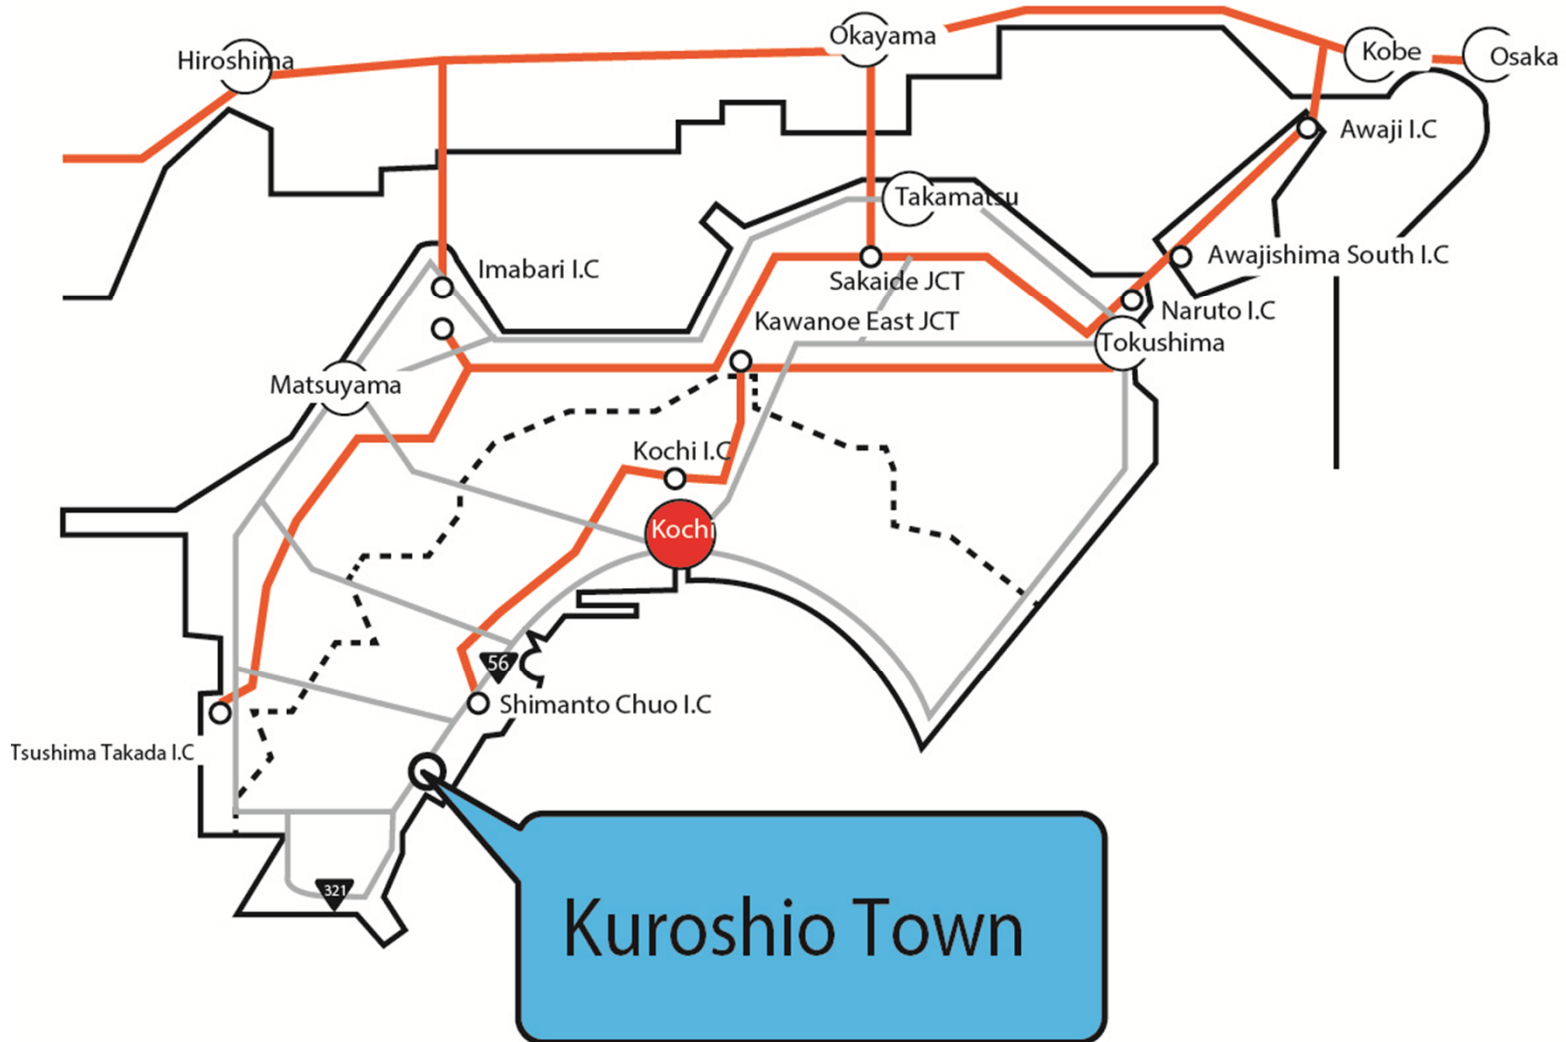 Okayama
Hiroshima
Kobe
Osaka
Awaji I.C
Takamatsu
Imabari I.C
Awajishima South I.C
Sakaide JCT
Naruto I.C
Kawanoe East JCT
Tokushima
Matsuyama
Kochi I.C
Kochi
56
Shimanto Chuo I.C
Tsushima Takada I.C
321
Kuroshio Town